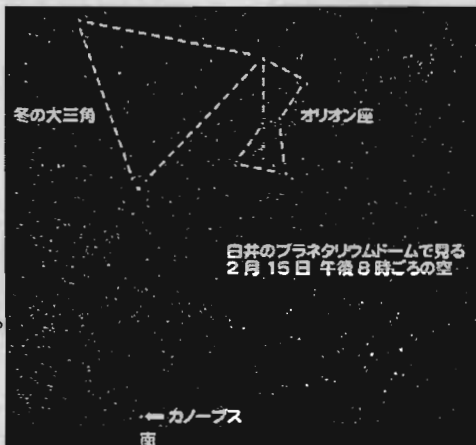 冬の大三角
オリオン座
白井のプラネタリウムドームで見る
2月15日 午後8時ごろの空
←カノープス
南